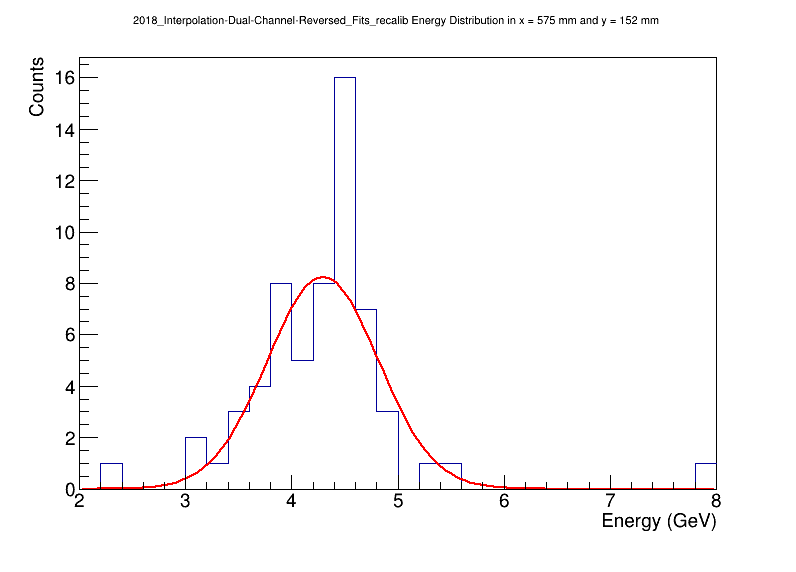 2018_Interpolation-Dual-Channel-Reversed_Fits_recalib Energy Distribution in x = 575 mm and y = 152 mm
Counts
16
14
12
10
8
6
4
2
0
2 3 4 5 6 7 8
Energy (GeV)